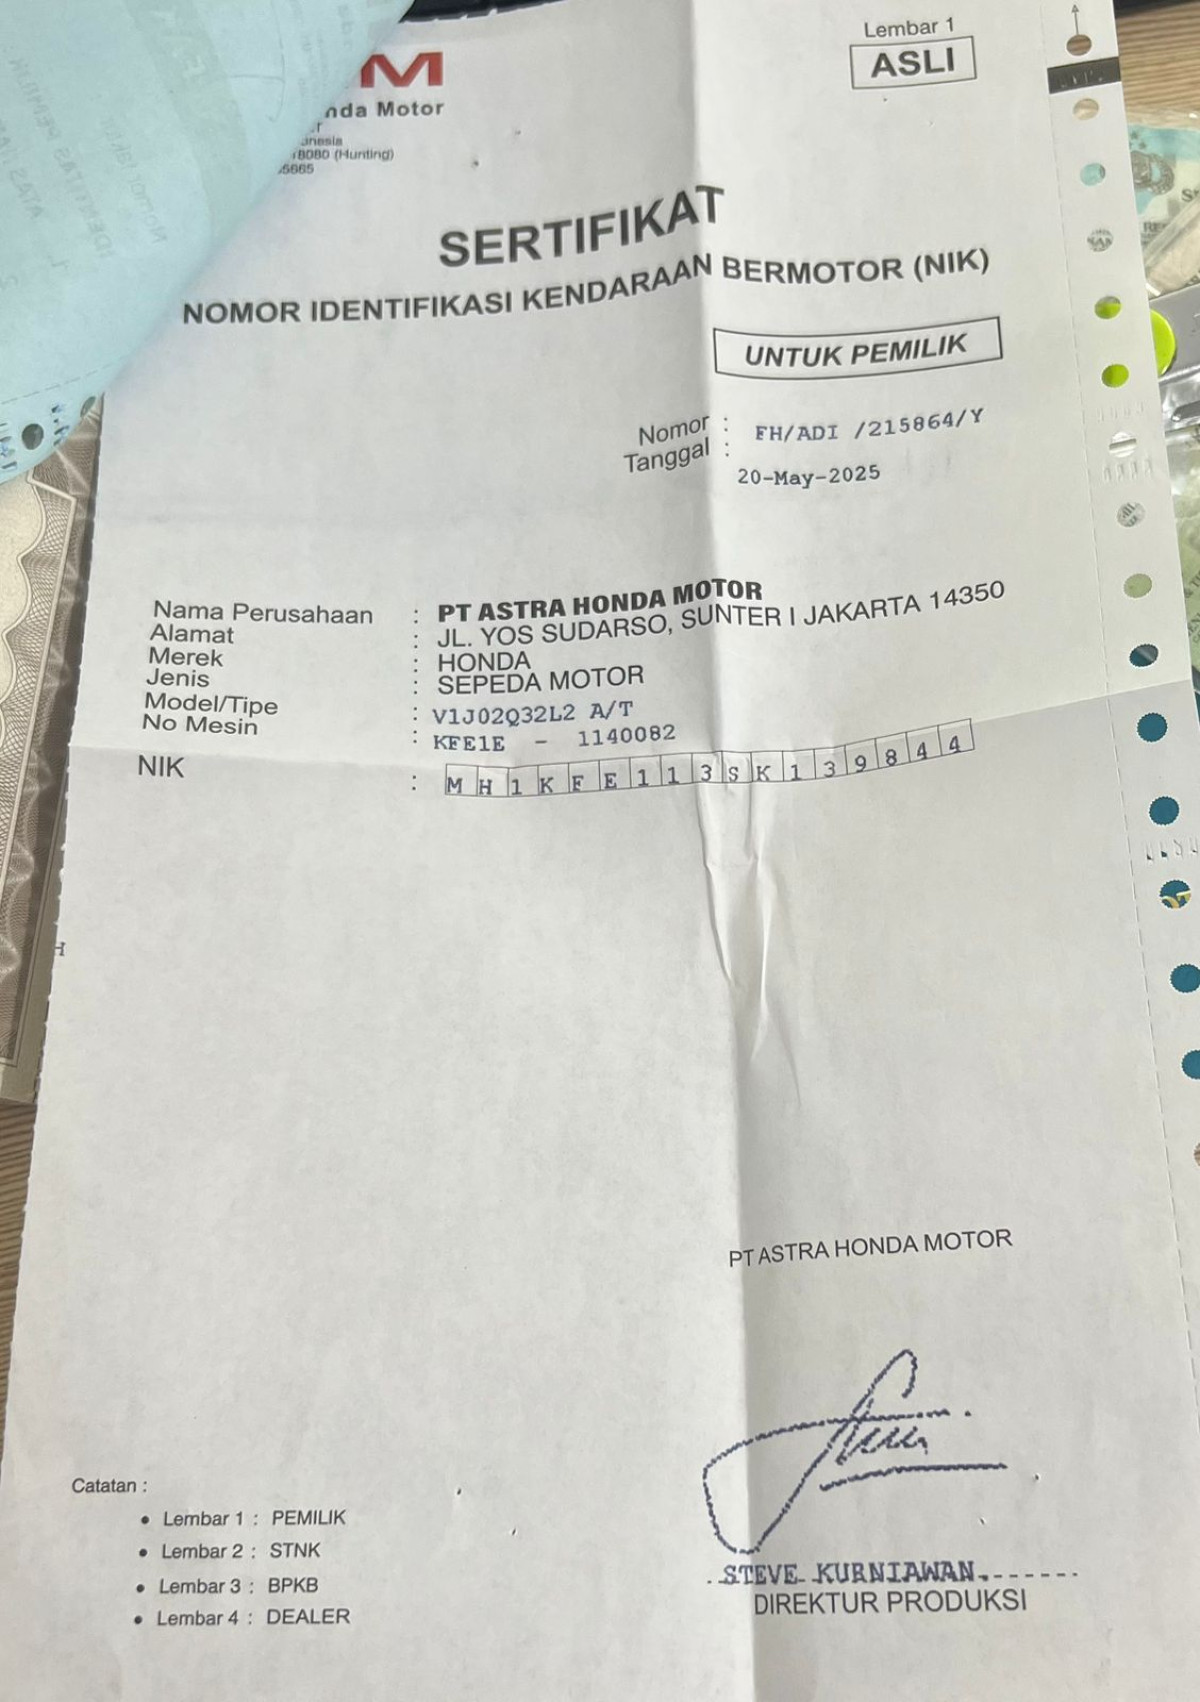 Lembar 1
ASLI
M
nda Motor
(Hunting)
SERTIFIKAT
NOMOR IDENTIFIKASI KENDARAAN BERMOTOR (NIK)
UNTUK PEMILIK
Nomor : FH/ADI /215864/Y
Tanggal : 20-May-2025
Nama Perusahaan : PT ASTRA HONDA MOTOR
Alamat : JL. YOS SUDARSO, SUNTER I JAKARTA 14350
Merek : HONDA
Jenis : SEPEDA MOTOR
Model/Tipe : V1J02Q32L2 A/T
No Mesin : KFE1E - 1140082
NIK : MH1KFE113SK139844
PT ASTRA HONDA MOTOR
STEVE KURNIAWAN
DIREKTUR PRODUKSI
Catatan :
• Lembar 1 : PEMILIK
• Lembar 2 : STNK
• Lembar 3 : BPKB
• Lembar 4 : DEALER